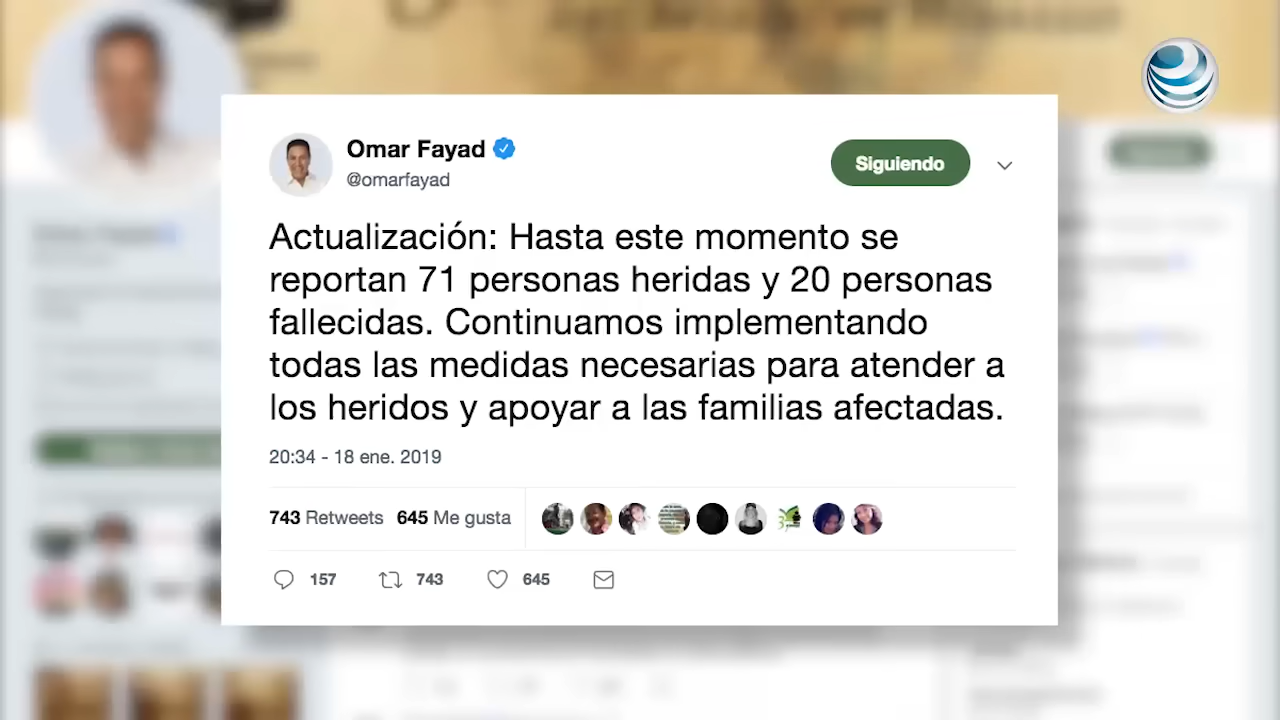 Omar Fayad
@omarfayad
Siguiendo
Actualización: Hasta este momento se
reportan 71 personas heridas y 20 personas
fallecidas. Continuamos implementando
todas las medidas necesarias para atender a
los heridos y apoyar a las familias afectadas.
20:34 - 18 ene. 2019
743 Retweets 645 Me gusta
157 743 645